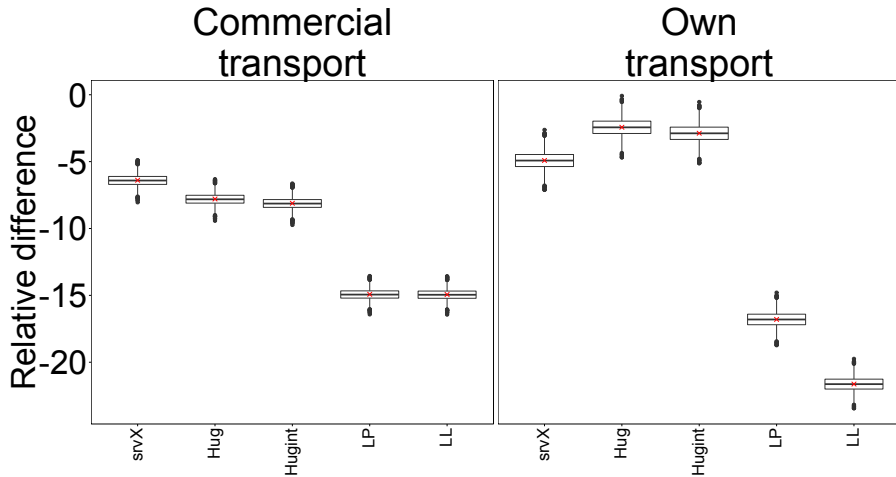 Commercial
transport
Own
transport
Relative difference
0
-5
-10
-15
-20
srvX
Hug
Hugint
LP
LL
srvX
Hug
Hugint
LP
LL